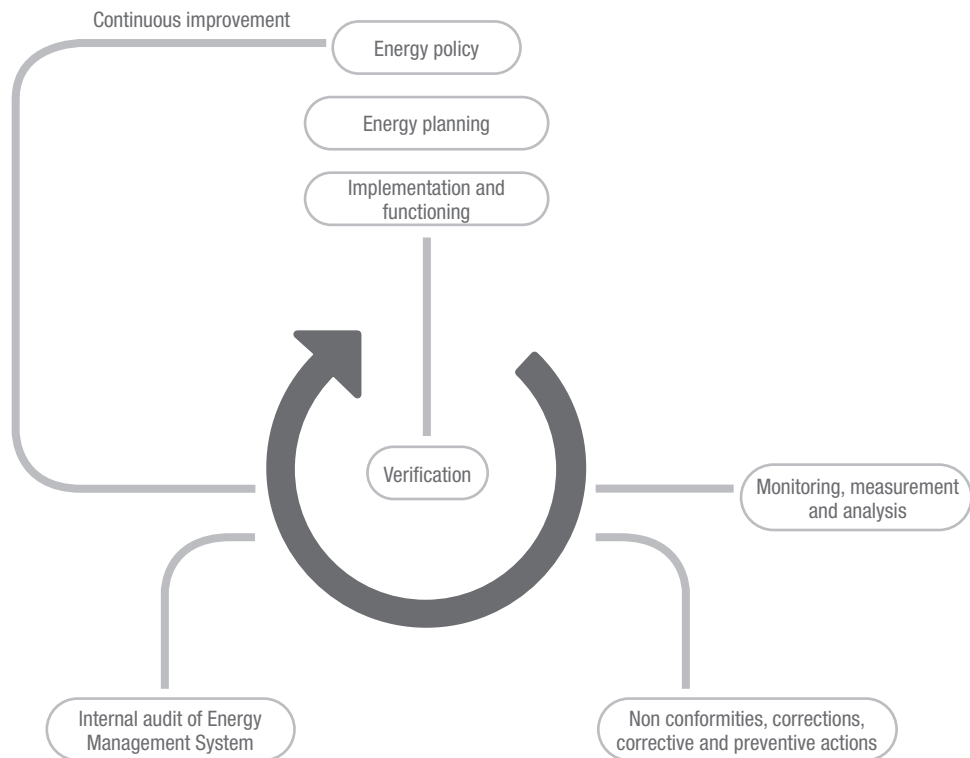 Continuous improvement
Energy policy
Energy planning
Implementation and
functioning
Verification
Monitoring, measurement
and analysis
Internal audit of Energy
Management System
Non conformities, corrections,
corrective and preventive actions